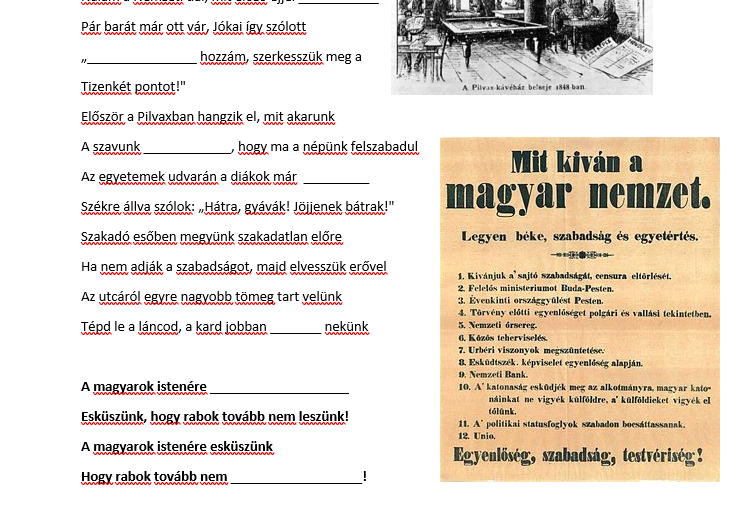 Pár barát már ott vár, Jókai így szólott
„_______________ hozzám, szerkesszük meg a
Tizenkét pontot!"
Először a Pilvaxban hangzik el, mit akarunk
A szavunk ____________, hogy ma a népünk felszabadul
Az egyetemek udvarán a diákok már _________
Székre állva szólok: „Hátra, gyávák! Jöjjenek bátrak!"
Szakadó esőben megyünk szakadatlan előre
Ha nem adják a szabadságot, majd elvesszük erővel
Az utcáról egyre nagyobb tömeg tart velünk
Tépd le a láncod, a kard jobban _______ nekünk
A magyarok istenére ___________________
Esküszünk, hogy rabok tovább nem leszünk!
A magyarok istenére esküszünk
Hogy rabok tovább nem __________________!
A Pilvax-kávéház belseje 1848-ban.
Mit kiván a
magyar nemzet.
Legyen béke, szabadság és egyetértés.
1. Kivánjuk a' sajtó szabadságát, censura eltörlését.
2. Felelős ministeriumot Buda-Pesten.
3. Évenkinti országgyülést Pesten.
4. Törvény előtti egyenlőséget polgári és vallási tekintetben.
5. Nemzeti őrsereg.
6. Közös teherviselés.
7. Urbéri viszonyok megszüntetése.
8. Esküdtszék. képviselet egyenlőség alapján.
9. Nemzeti Bank.
10. A' katonaság esküdjék meg az alkotmányra, magyar kato-
náinkat ne vigyék külföldre, a' külföldieket vigyék el
tőlünk.
11. A' politikai statusfoglyok szabadon bocsáttassanak.
12. Unio.
Egyenlőség, szabadság, testvériség!